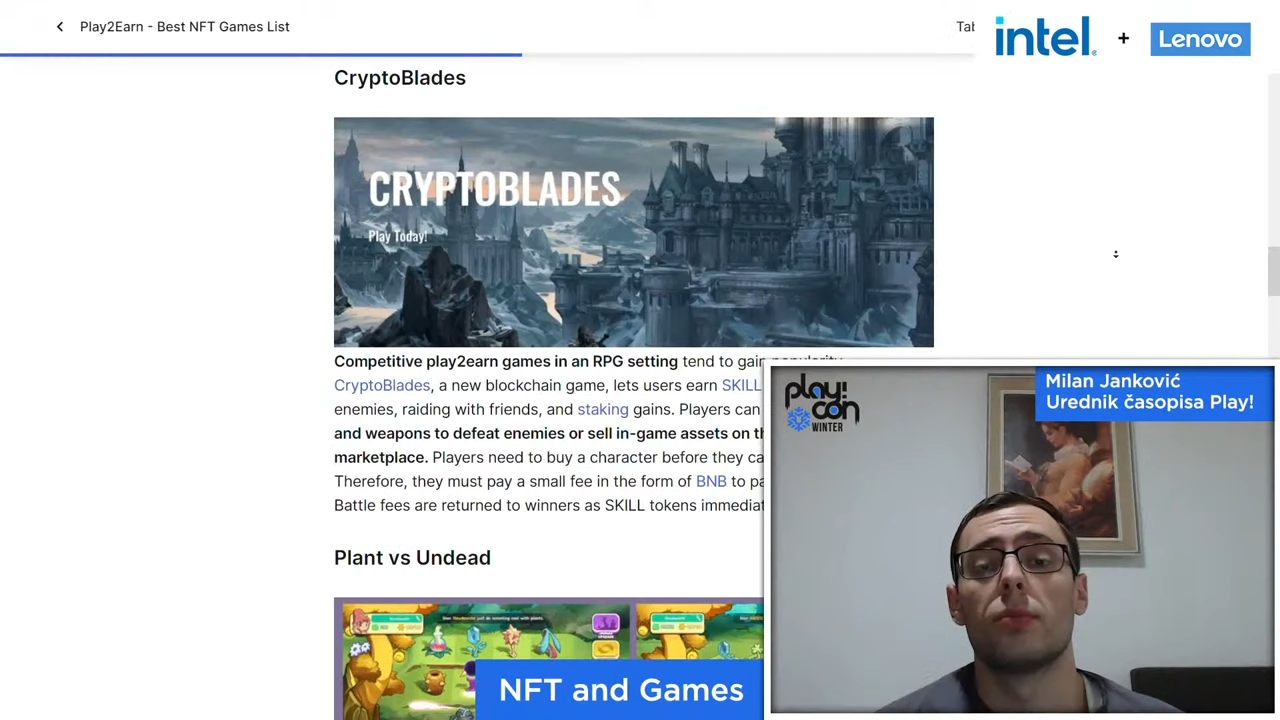 Play2Earn - Best NFT Games List
Tab
intel + Lenovo
CryptoBlades
CRYPTOBLADES
Play Today!
Competitive play2earn games in an RPG setting tend to gain popularity.
CryptoBlades, a new blockchain game, lets users earn SKILL
enemies, raiding with friends, and staking gains. Players can
and weapons to defeat enemies or sell in-game assets on th
marketplace. Players need to buy a character before they ca
Therefore, they must pay a small fee in the form of BNB to pa
Battle fees are returned to winners as SKILL tokens immediat
Plant vs Undead
play!
con
WINTER
Milan Janković
Urednik časopisa Play!
NFT and Games